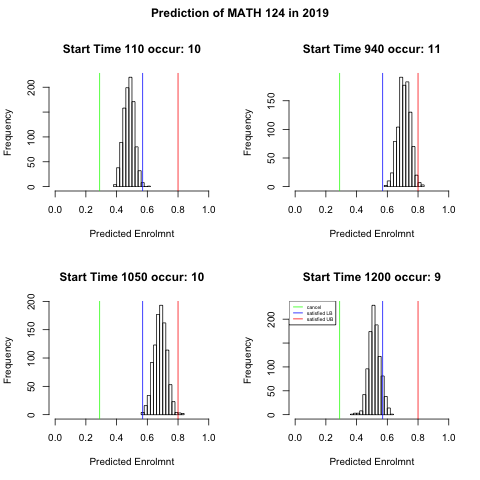 Prediction of MATH 124 in 2019
Start Time 110 occur: 10
Frequency
0 50 100 200
0.0 0.2 0.4 0.6 0.8 1.0
Predicted Enrolmnt
Start Time 940 occur: 11
Frequency
0 50 150
0.0 0.2 0.4 0.6 0.8 1.0
Predicted Enrolmnt
Start Time 1050 occur: 10
Frequency
0 50 100 150 200
0.0 0.2 0.4 0.6 0.8 1.0
Predicted Enrolmnt
Start Time 1200 occur: 9
cancel
satisfied LB
satisfied UB
Frequency
0 50 100 200
0.0 0.2 0.4 0.6 0.8 1.0
Predicted Enrolmnt